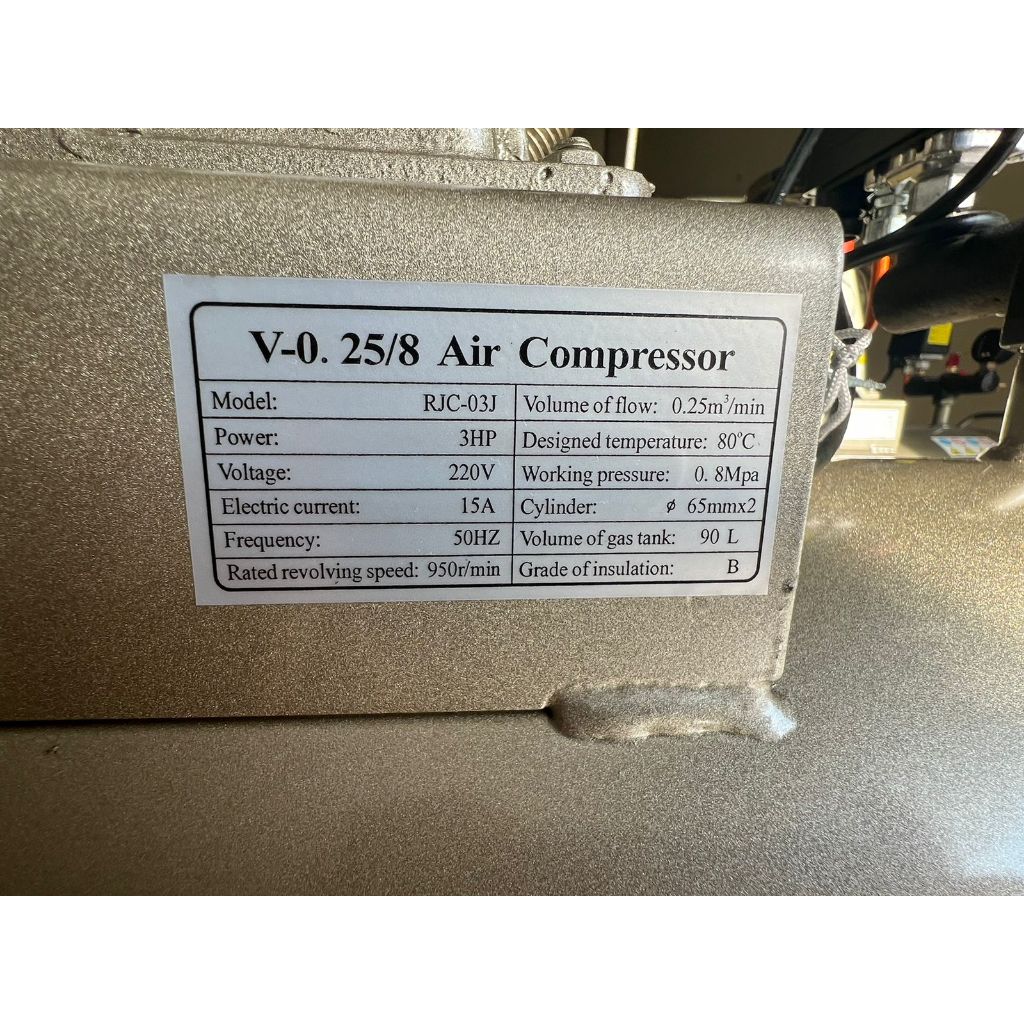 V-0. 25/8 Air Compressor
Model: RJC-03J Volume of flow: 0.25m³/min
Power: 3HP Designed temperature: 80°C
Voltage: 220V Working pressure: 0. 8Mpa
Electric current: 15A Cylinder: ϕ 65mmx2
Frequency: 50HZ Volume of gas tank: 90 L
Rated revolving speed: 950r/min Grade of insulation: B